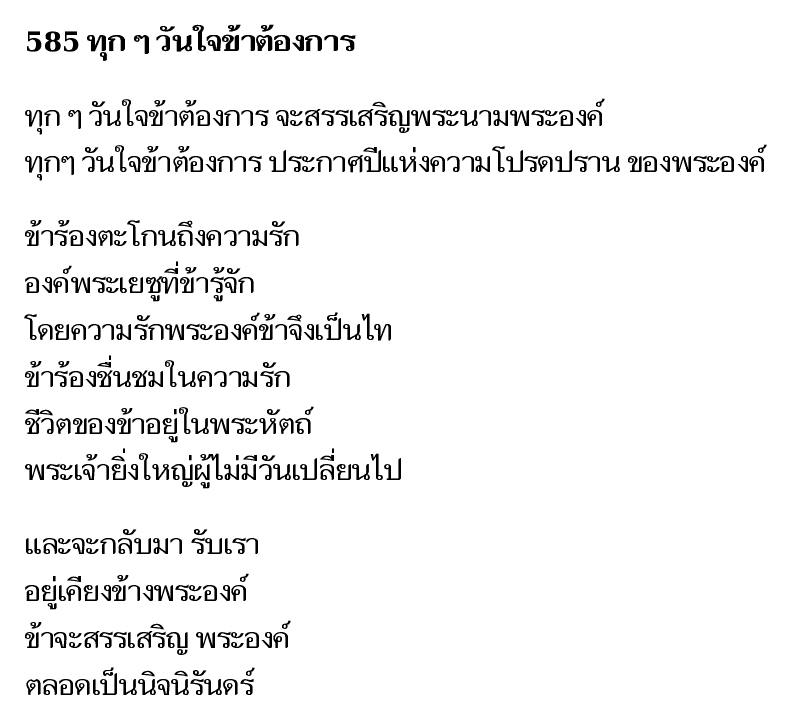 585 ทุก ๆ วันใจข้าต้องการ
ทุก ๆ วันใจข้าต้องการ จะสรรเสริญพระนามพระองค์
ทุกๆ วันใจข้าต้องการ ประกาศปีแห่งความโปรดปราน ของพระองค์
ข้าร้องตะโกนถึงความรัก
องค์พระเยซูที่ข้ารู้จัก
โดยความรักพระองค์ข้าจึงเป็นไท
ข้าร้องชื่นชมในความรัก
ชีวิตของข้าอยู่ในพระหัตถ์
พระเจ้ายิ่งใหญ่ผู้ไม่มีวันเปลี่ยนไป
และจะกลับมา รับเรา
อยู่เคียงข้างพระองค์
ข้าจะสรรเสริญ พระองค์
ตลอดเป็นนิจนิรันดร์